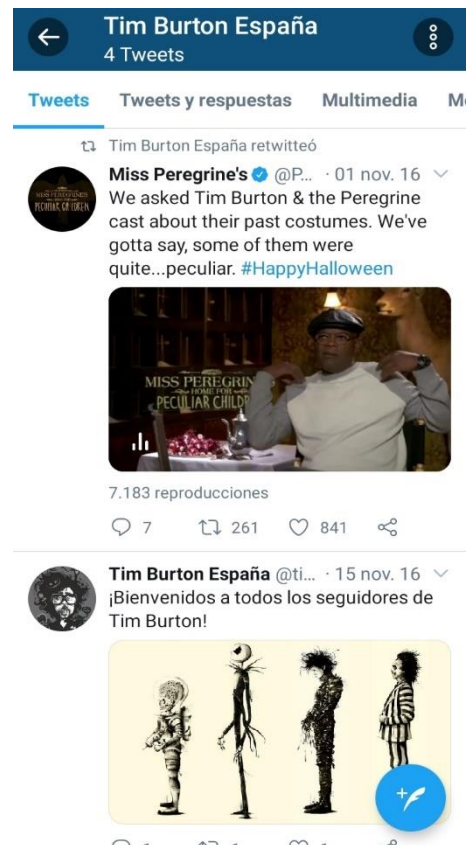 Tim Burton España
4 Tweets
Tweets Tweets y respuestas Multimedia M
Tim Burton España retwitteó
Miss Peregrine's @P... · 01 nov. 16
We asked Tim Burton & the Peregrine
cast about their past costumes. We've
gotta say, some of them were
quite...peculiar. #HappyHalloween
MISS PEREGRIN
HOME FOR
PECULIAR CHILDR
7.183 reproducciones
7 261 841
Tim Burton España @ti... · 15 nov. 16
¡Bienvenidos a todos los seguidores de
Tim Burton!